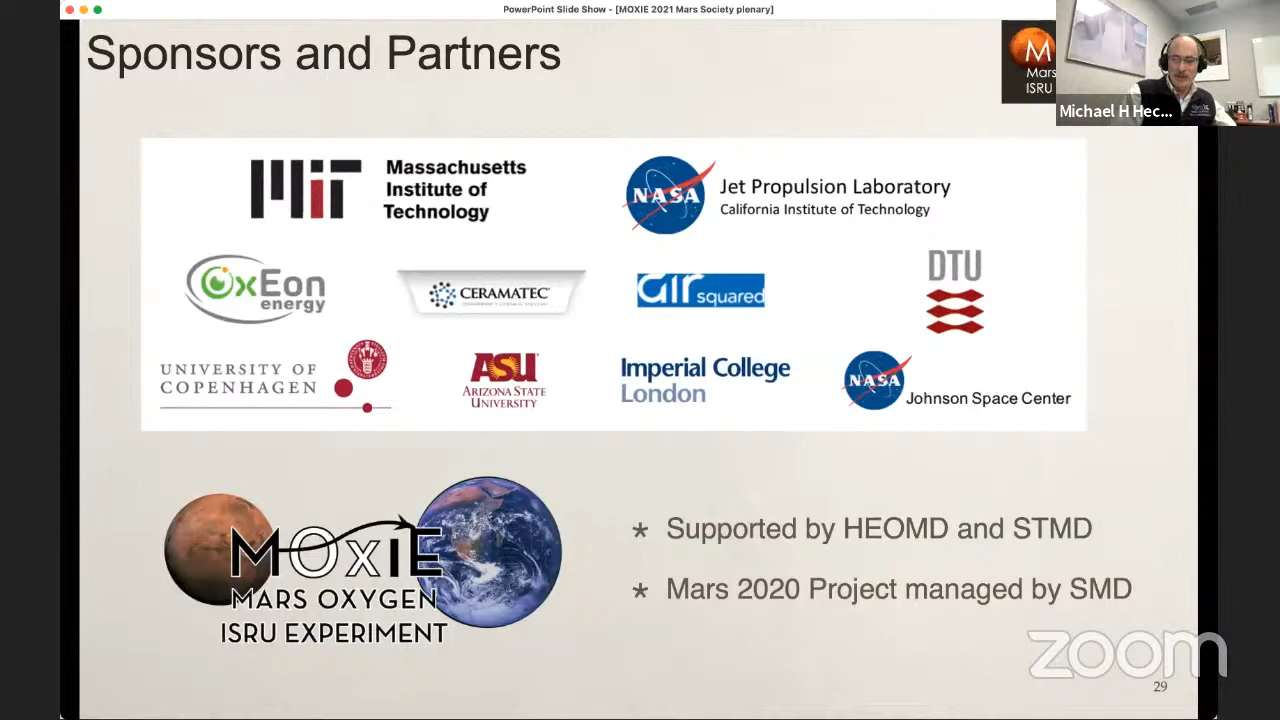 PowerPoint Slide Show - [MOXIE 2021 Mars Society plenary]
Sponsors and Partners
M
Mars
ISRU
Michael H Hec...
MIT
Massachusetts
Institute of
Technology
NASA
Jet Propulsion Laboratory
California Institute of Technology
OxEon
energy
CERAMATEC
air squared
DTU
UNIVERSITY OF
COPENHAGEN
ASU
ARIZONA STATE
UNIVERSITY
Imperial College
London
NASA
Johnson Space Center
MOxiE
MARS OXYGEN
ISRU EXPERIMENT
* Supported by HEOMD and STMD
* Mars 2020 Project managed by SMD
zoom
29